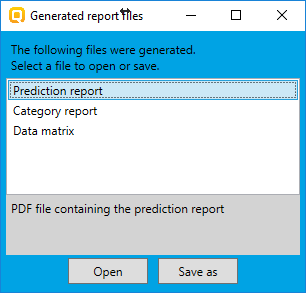 Generated report files
The following files were generated.
Select a file to open or save.
Prediction report
Category report
Data matrix
PDF file containing the prediction report
Open
Save as